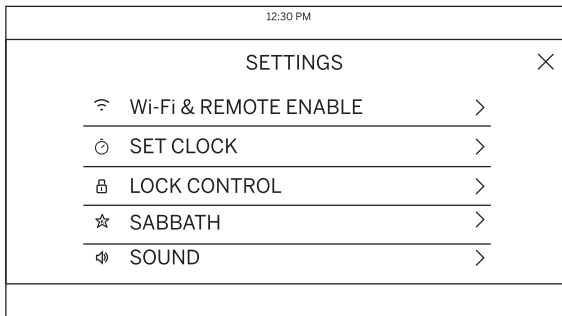 12:30 PM
SETTINGS
Wi-Fi & REMOTE ENABLE
SET CLOCK
LOCK CONTROL
SABBATH
SOUND